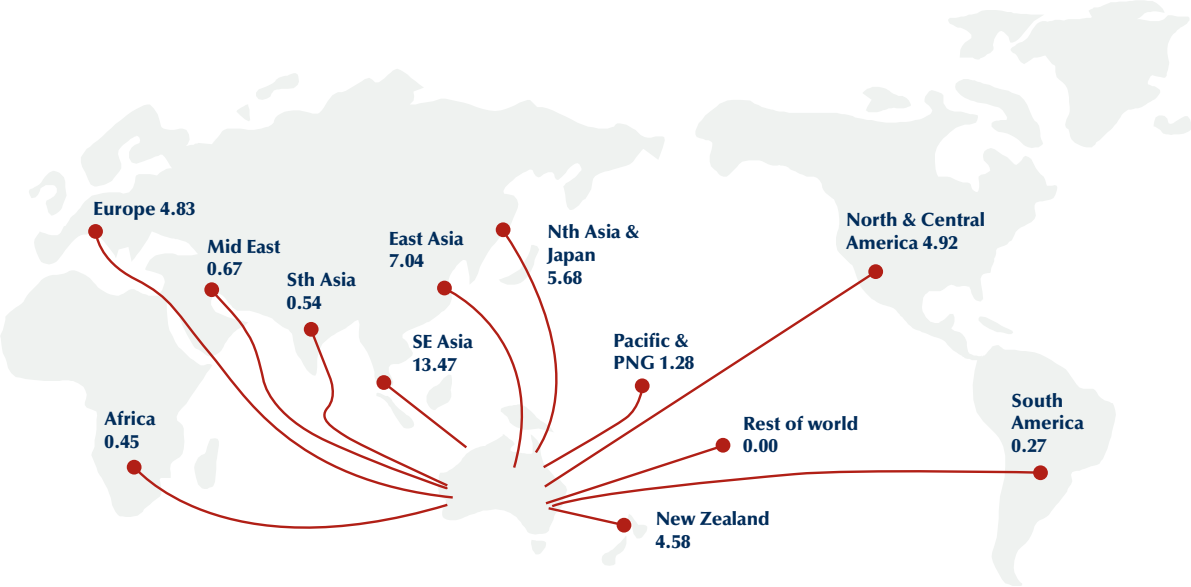 Europe 4.83
Mid East
0.67
Sth Asia
0.54
East Asia
7.04
Nth Asia &
Japan
5.68
North & Central
America 4.92
SE Asia
13.47
Pacific &
PNG 1.28
Africa
0.45
Rest of world
0.00
South
America
0.27
New Zealand
4.58